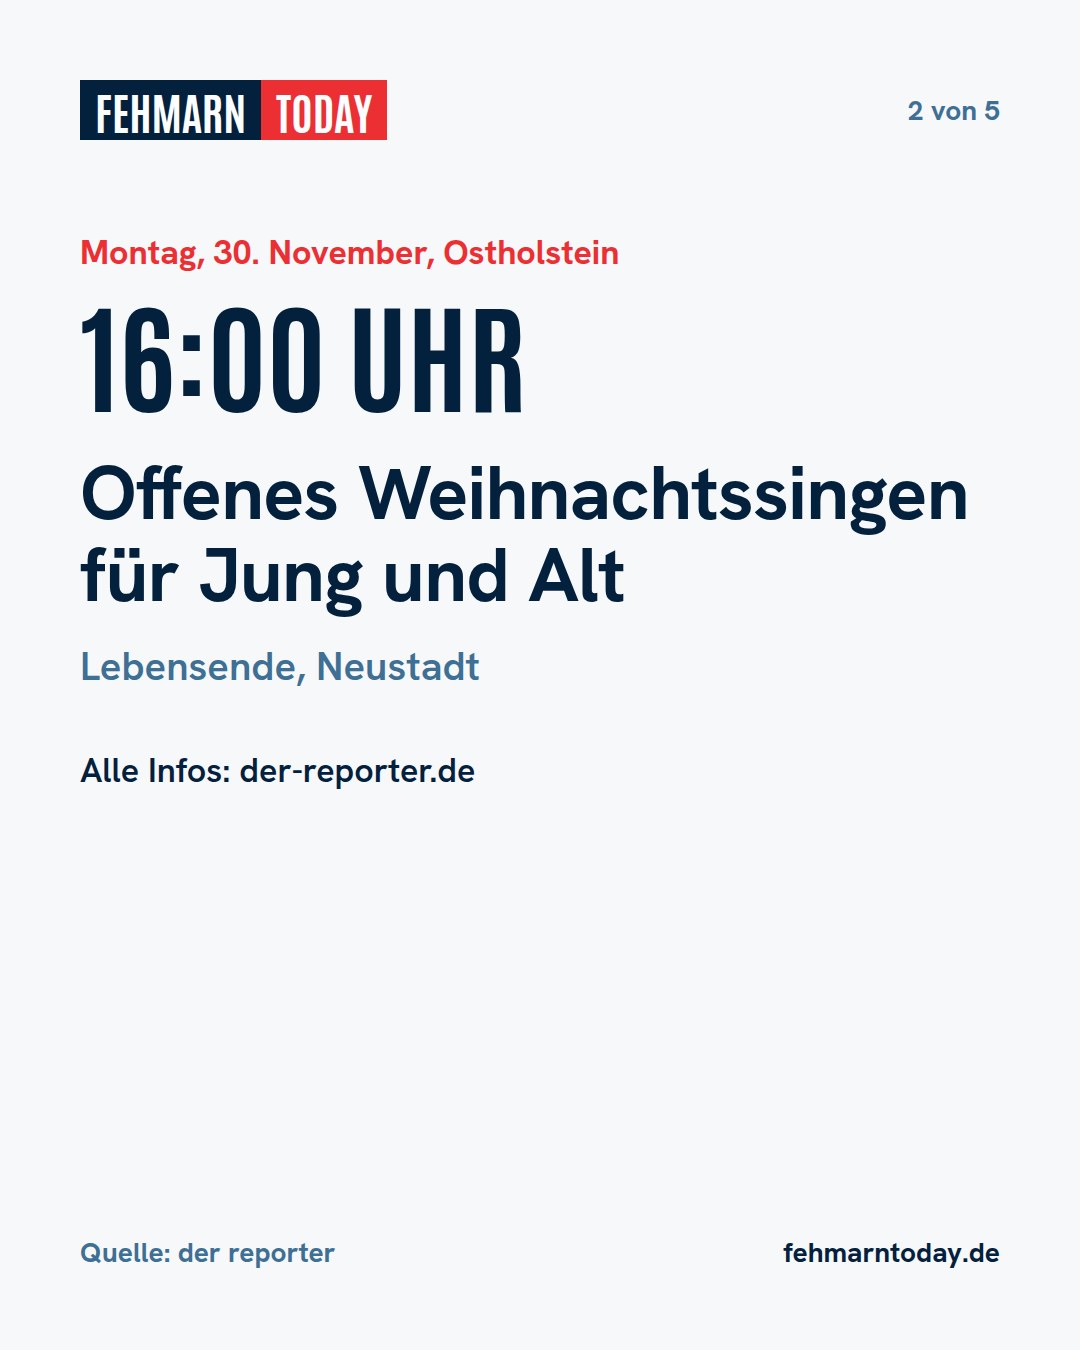 FEHMARN TODAY
2 von 5
Montag, 30. November, Ostholstein
16:00 UHR
Offenes Weihnachtssingen
für Jung und Alt
Lebensende, Neustadt
Alle Infos: der-reporter.de
Quelle: der reporter
fehmarntoday.de